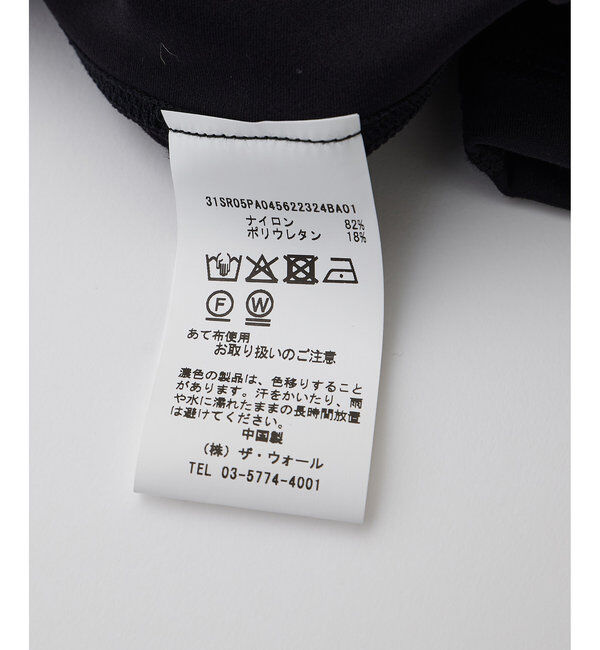 31SR05PA045622324BA01
ナイロン 82%
ポリウレタン 18%
F W
あて布使用
お取り扱いのご注意
濃色の製品は、色移りすること
があります。汗をかいたり、雨
や水に濡れたままの長時間放置
は避けてください。
中国製
（株）ザ・ウォール
TEL 03-5774-4001